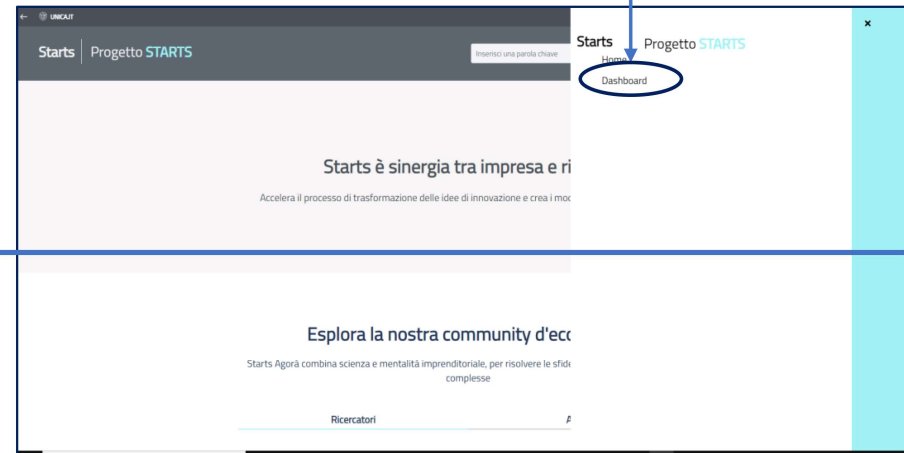 UNICA.IT
Starts Progetto STARTS
Inserisci una parola chiave
Starts Progetto STARTS
Home
Dashboard
×
Starts è sinergia tra impresa e ri
Accelera il processo di trasformazione delle idee di innovazione e crea i moc
Esplora la nostra community d'ecc
Starts Agorà combina scienza e mentalità imprenditoriale, per risolvere le sfide
complesse
Ricercatori A